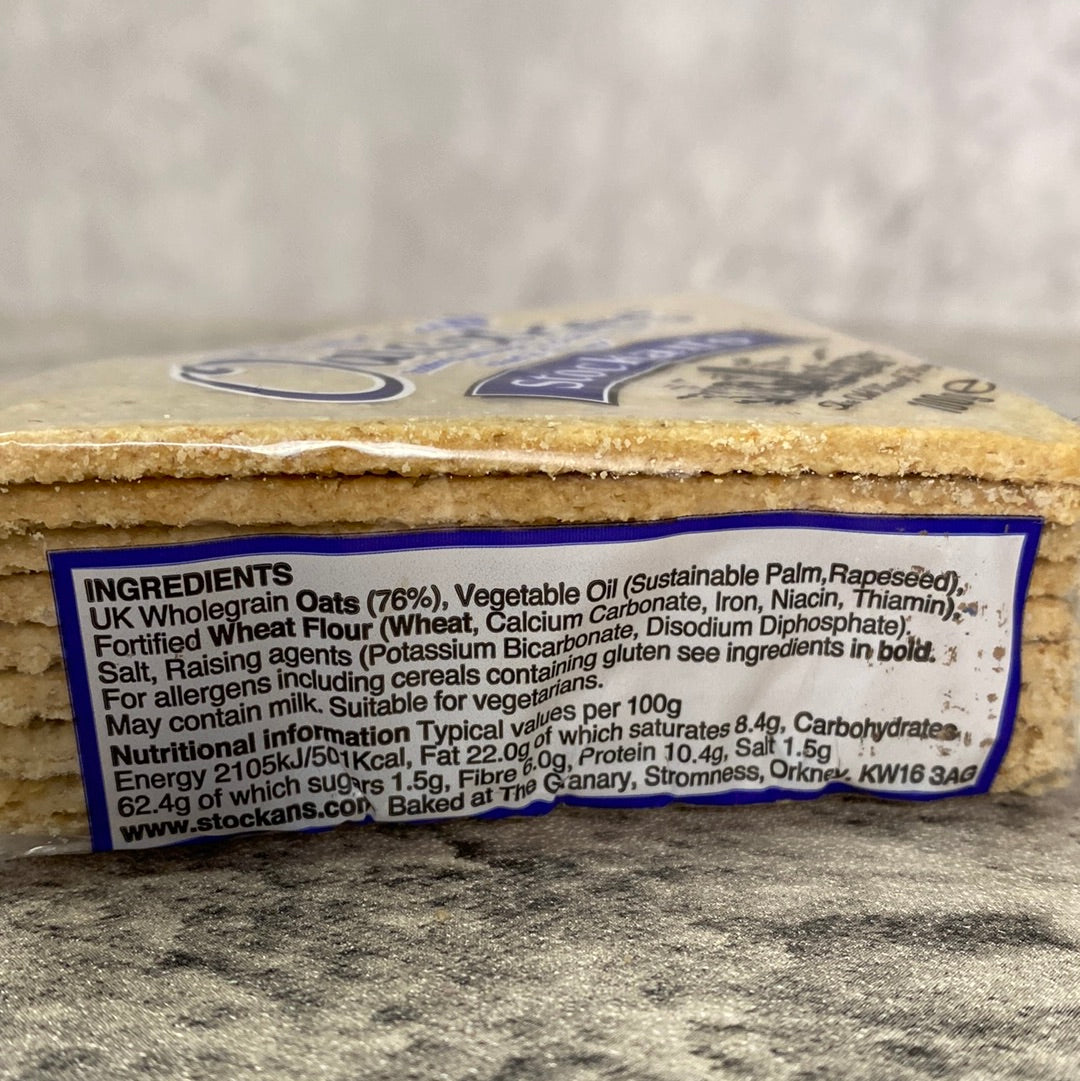 Stockans
100g e
INGREDIENTS
UK Wholegrain Oats (76%), Vegetable Oil (Sustainable Palm,Rapeseed),
Fortified Wheat Flour (Wheat, Calcium Carbonate, Iron, Niacin, Thiamin),
Salt, Raising agents (Potassium Bicarbonate, Disodium Diphosphate).
For allergens including cereals containing gluten see ingredients in bold.
May contain milk. Suitable for vegetarians.
Nutritional information Typical values per 100g
Energy 2105kJ/501Kcal, Fat 22.0g of which saturates 8.4g, Carbohydrates
62.4g of which sugars 1.5g, Fibre 6.0g, Protein 10.4g, Salt 1.5g
www.stockans.com Baked at The Granary, Stromness, Orkney. KW16 3AG